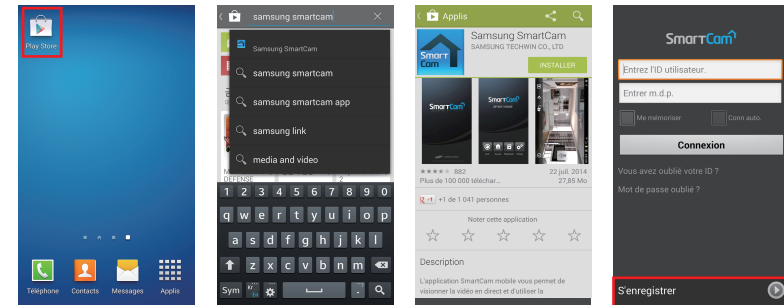 Play Store
Téléphone
Contacts
Messages
Applis
samsung smartcam
Samsung SmartCam
samsung smartcam
samsung smartcam app
samsung link
media and video
DEFENSE
2
1 2 3 4 5 6 7 8 9 0
q w e r t y u i o p
a s d f g h j k l
z x c v b n m
Sym
.
Applis
Samsung SmartCam
SAMSUNG TECHWIN CO., LTD
INSTALLER
SMART
Cam
SMARTCam
SMARTCam
882
22 juil. 2014
Plus de 100 000 téléchar...
27,85 Mo
+1 de 1 041 personnes
Noter cette application
Description
L'application SmartCam mobile vous permet de
visionner la vidéo en direct et d'utiliser la
SMARTCam
Entrez l'ID utilisateur.
Entrer m.d.p.
Me mémoriser
Conn auto.
Connexion
Vous avez oublié votre ID ?
Mot de passe oublié ?
S'enregistrer